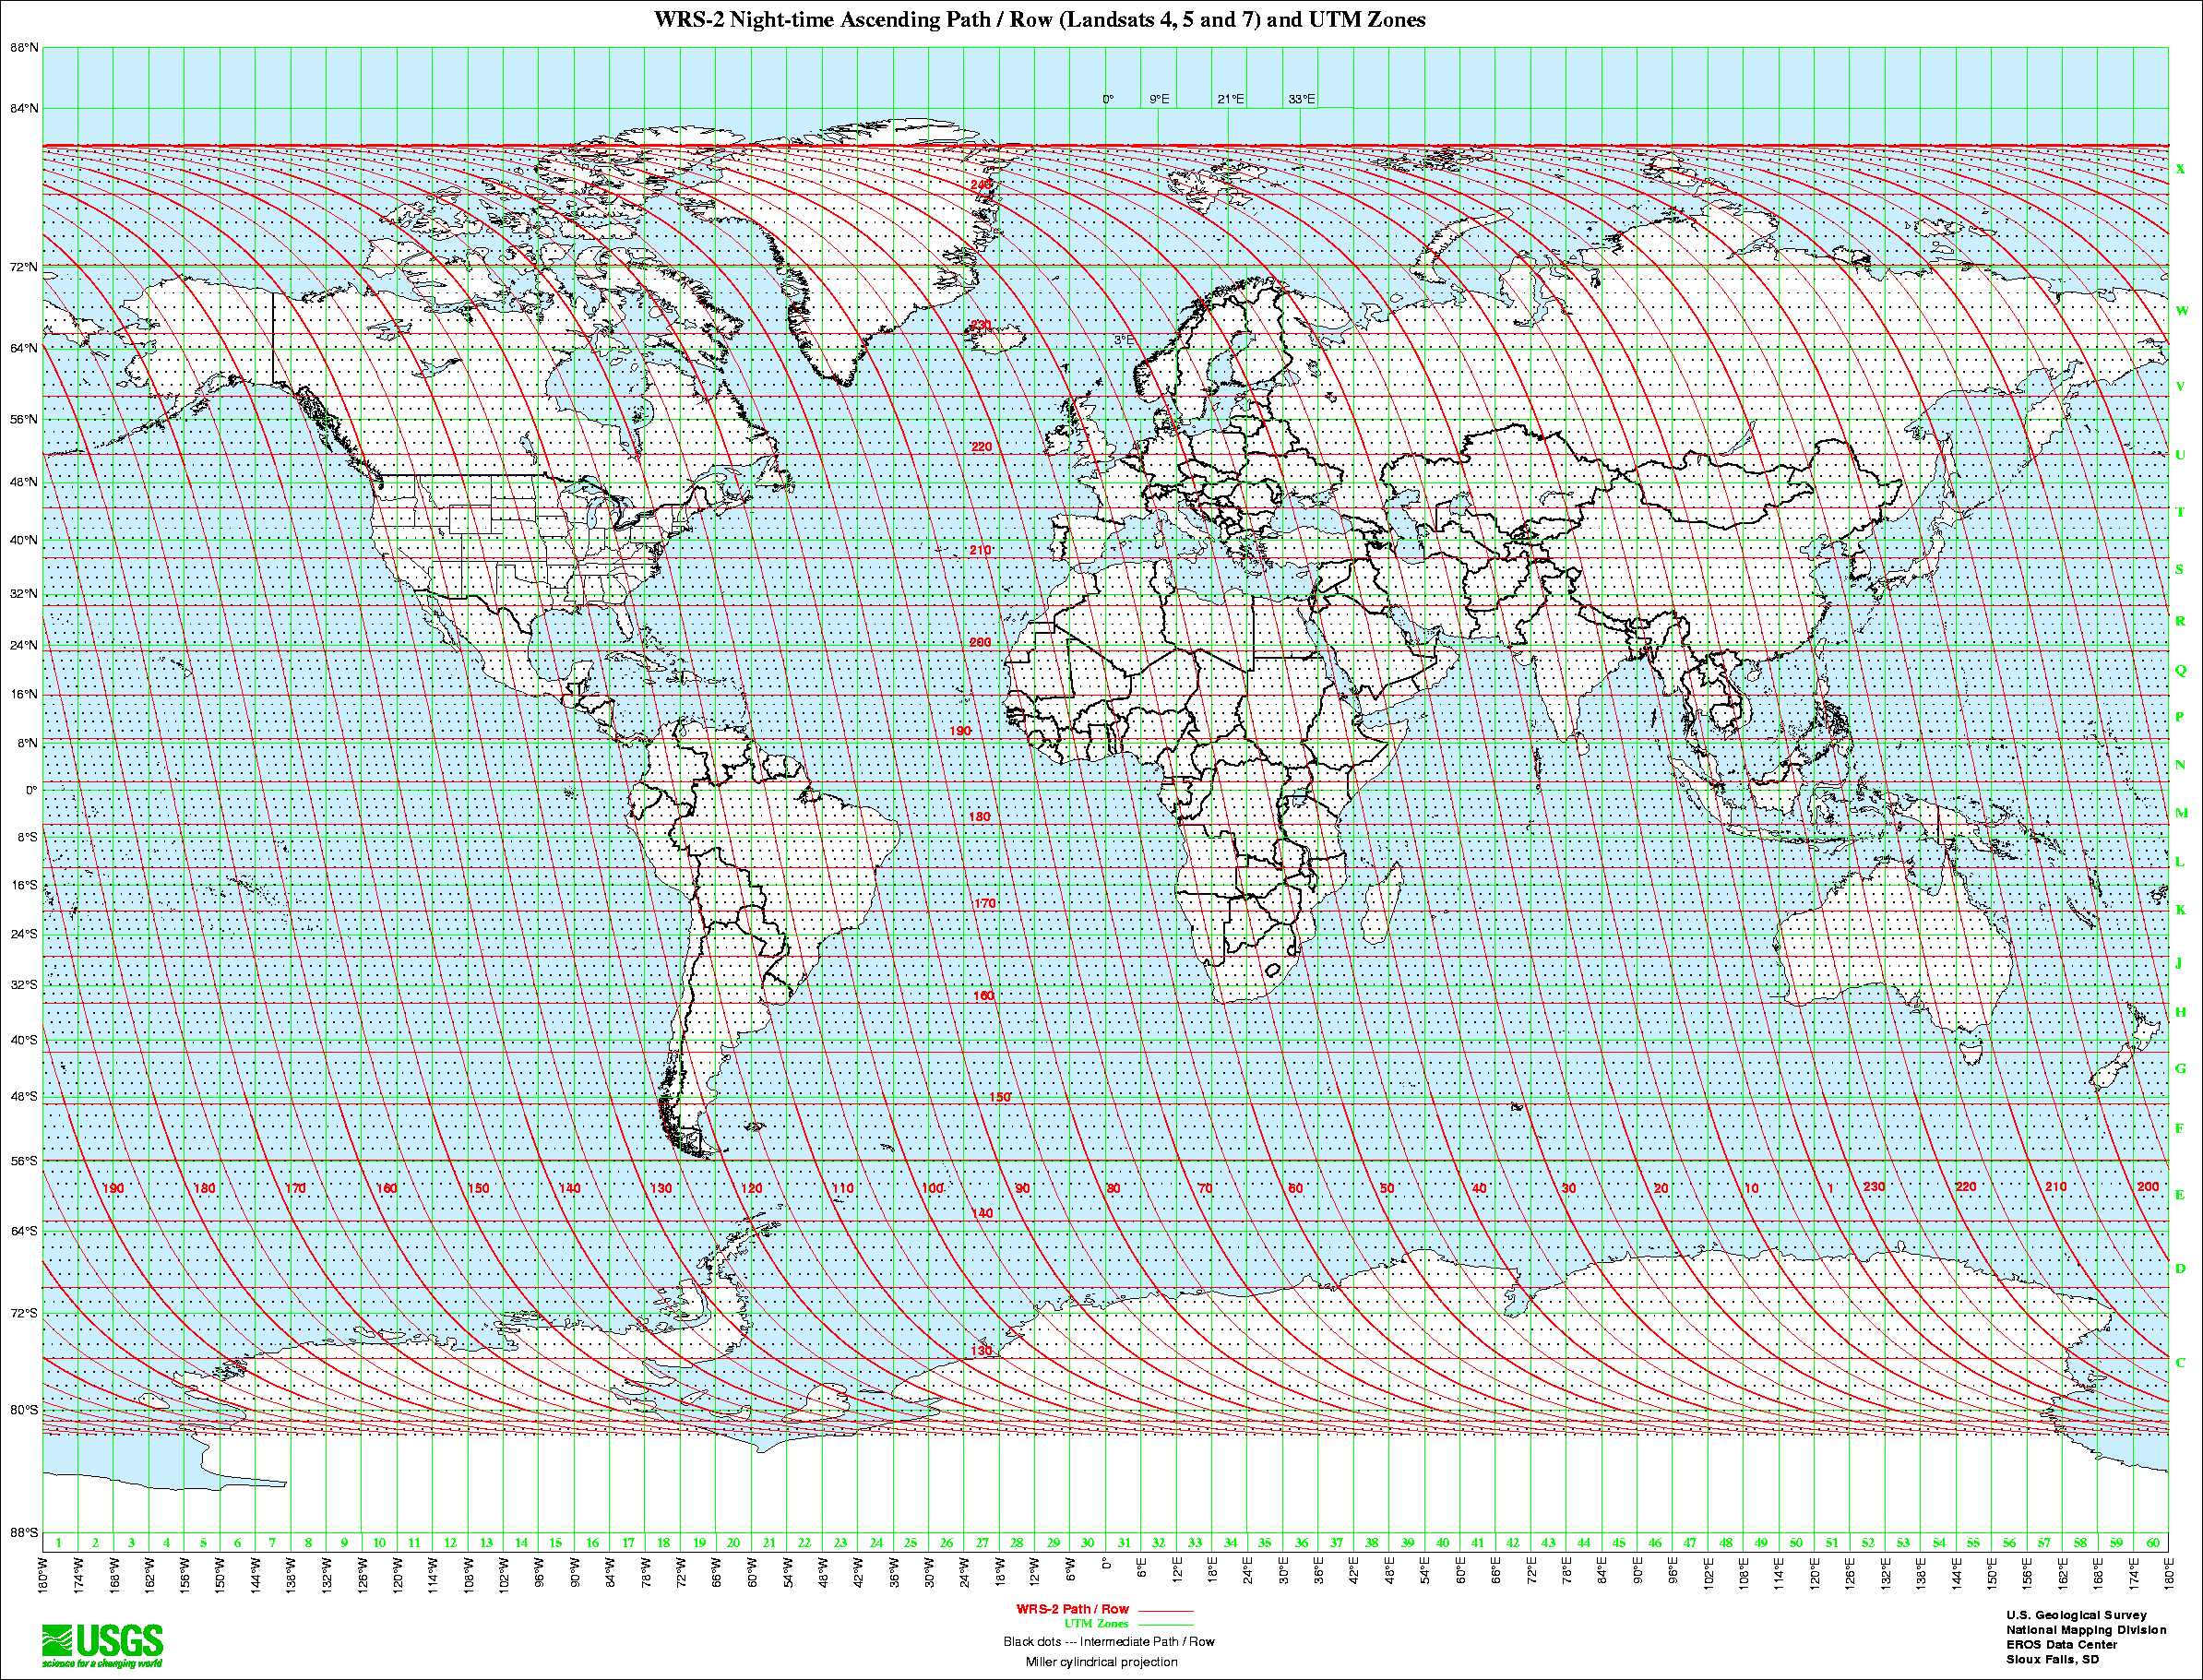 WRS-2 Night-time Ascending Path / Row (Landsats 4, 5 and 7) and UTM Zones
88°N
84°N
0° 9°E 21°E 33°E
X
240
72°N
W
230
3°E
64°N
V
56°N
220
U
48°N
T
40°N
210
S
32°N
R
24°N
200
Q
16°N
P
190
8°N
N
0°
M
180
8°S
L
16°S
170
K
24°S
J
32°S
160
H
40°S
G
48°S
150
F
56°S
190 180 170 160 150 140 130 120 110 100 90 80 70 60 50 40 30 20 10 1 230 220 210 200
E
140
64°S
D
72°S
130
C
80°S
88°S
1 2 3 4 5 6 7 8 9 10 11 12 13 14 15 16 17 18 19 20 21 22 23 24 25 26 27 28 29 30 31 32 33 34 35 36 37 38 39 40 41 42 43 44 45 46 47 48 49 50 51 52 53 54 55 56 57 58 59 60
180°W 174°W 168°W 162°W 156°W 150°W 144°W 138°W 132°W 126°W 120°W 114°W 108°W 102°W 96°W 90°W 84°W 78°W 72°W 66°W 60°W 54°W 48°W 42°W 36°W 30°W 24°W 18°W 12°W 6°W 0° 6°E 12°E 18°E 24°E 30°E 36°E 42°E 48°E 54°E 60°E 66°E 72°E 78°E 84°E 90°E 96°E 102°E 108°E 114°E 120°E 126°E 132°E 138°E 144°E 150°E 156°E 162°E 168°E 174°E 180°E
WRS-2 Path / Row
UTM Zones
Black dots --- Intermediate Path / Row
Miller cylindrical projection
USGS
science for a changing world
U.S. Geological Survey
National Mapping Division
EROS Data Center
Sioux Falls, SD